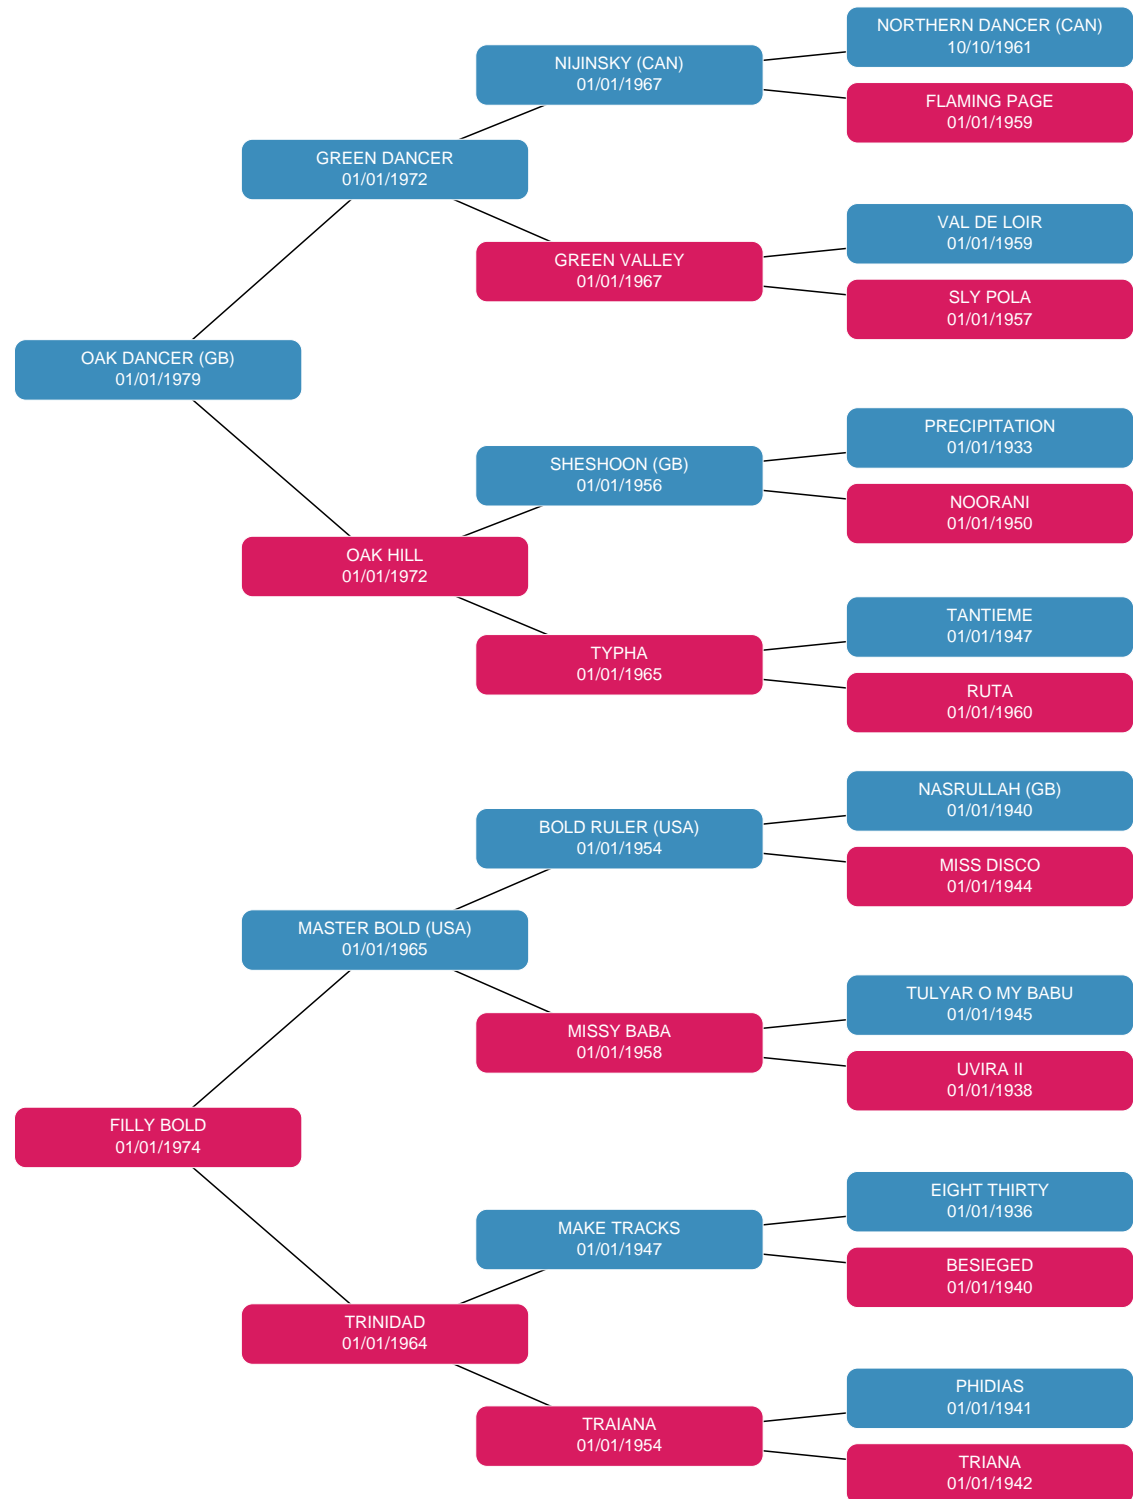 NORTHERN DANCER (CAN)
10/10/1961
NIJINSKY (CAN)
01/01/1967
FLAMING PAGE
01/01/1959
GREEN DANCER
01/01/1972
VAL DE LOIR
01/01/1959
GREEN VALLEY
01/01/1967
SLY POLA
01/01/1957
OAK DANCER (GB)
01/01/1979
PRECIPITATION
01/01/1933
SHESHOON (GB)
01/01/1956
NOORANI
01/01/1950
OAK HILL
01/01/1972
TANTIEME
01/01/1947
TYPHA
01/01/1965
RUTA
01/01/1960
NASRULLAH (GB)
01/01/1940
BOLD RULER (USA)
01/01/1954
MISS DISCO
01/01/1944
MASTER BOLD (USA)
01/01/1965
TULYAR O MY BABU
01/01/1945
MISSY BABA
01/01/1958
UVIRA II
01/01/1938
FILLY BOLD
01/01/1974
EIGHT THIRTY
01/01/1936
MAKE TRACKS
01/01/1947
BESIEGED
01/01/1940
TRINIDAD
01/01/1964
PHIDIAS
01/01/1941
TRAIANA
01/01/1954
TRIANA
01/01/1942